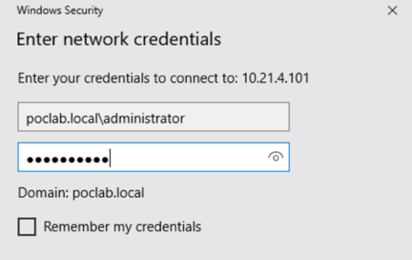 Windows Security
Enter network credentials
Enter your credentials to connect to: 10.21.4.101
poclab.local\administrator
●●●●●●●●●●
Domain: poclab.local
Remember my credentials